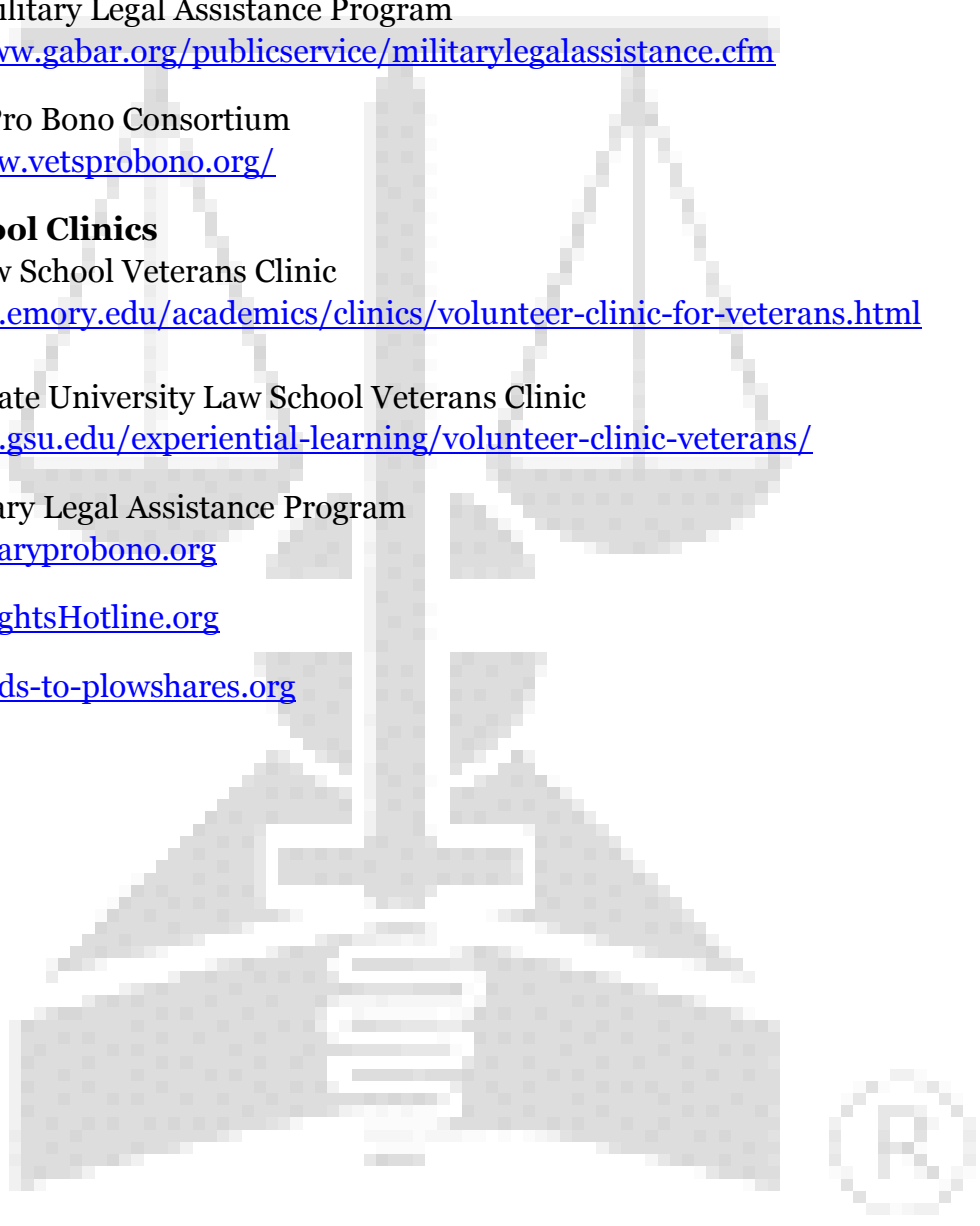 ilitary Legal Assistance Program
ww.gabar.org/publicservice/militarylegalassistance.cfm
Pro Bono Consortium
w.vetsprobono.org/
ool Clinics
w School Veterans Clinic
.emory.edu/academics/clinics/volunteer-clinic-for-veterans.html
ate University Law School Veterans Clinic
.gsu.edu/experiential-learning/volunteer-clinic-veterans/
ary Legal Assistance Program
aryprobono.org
ghtsHotline.org
ds-to-plowshares.org
®